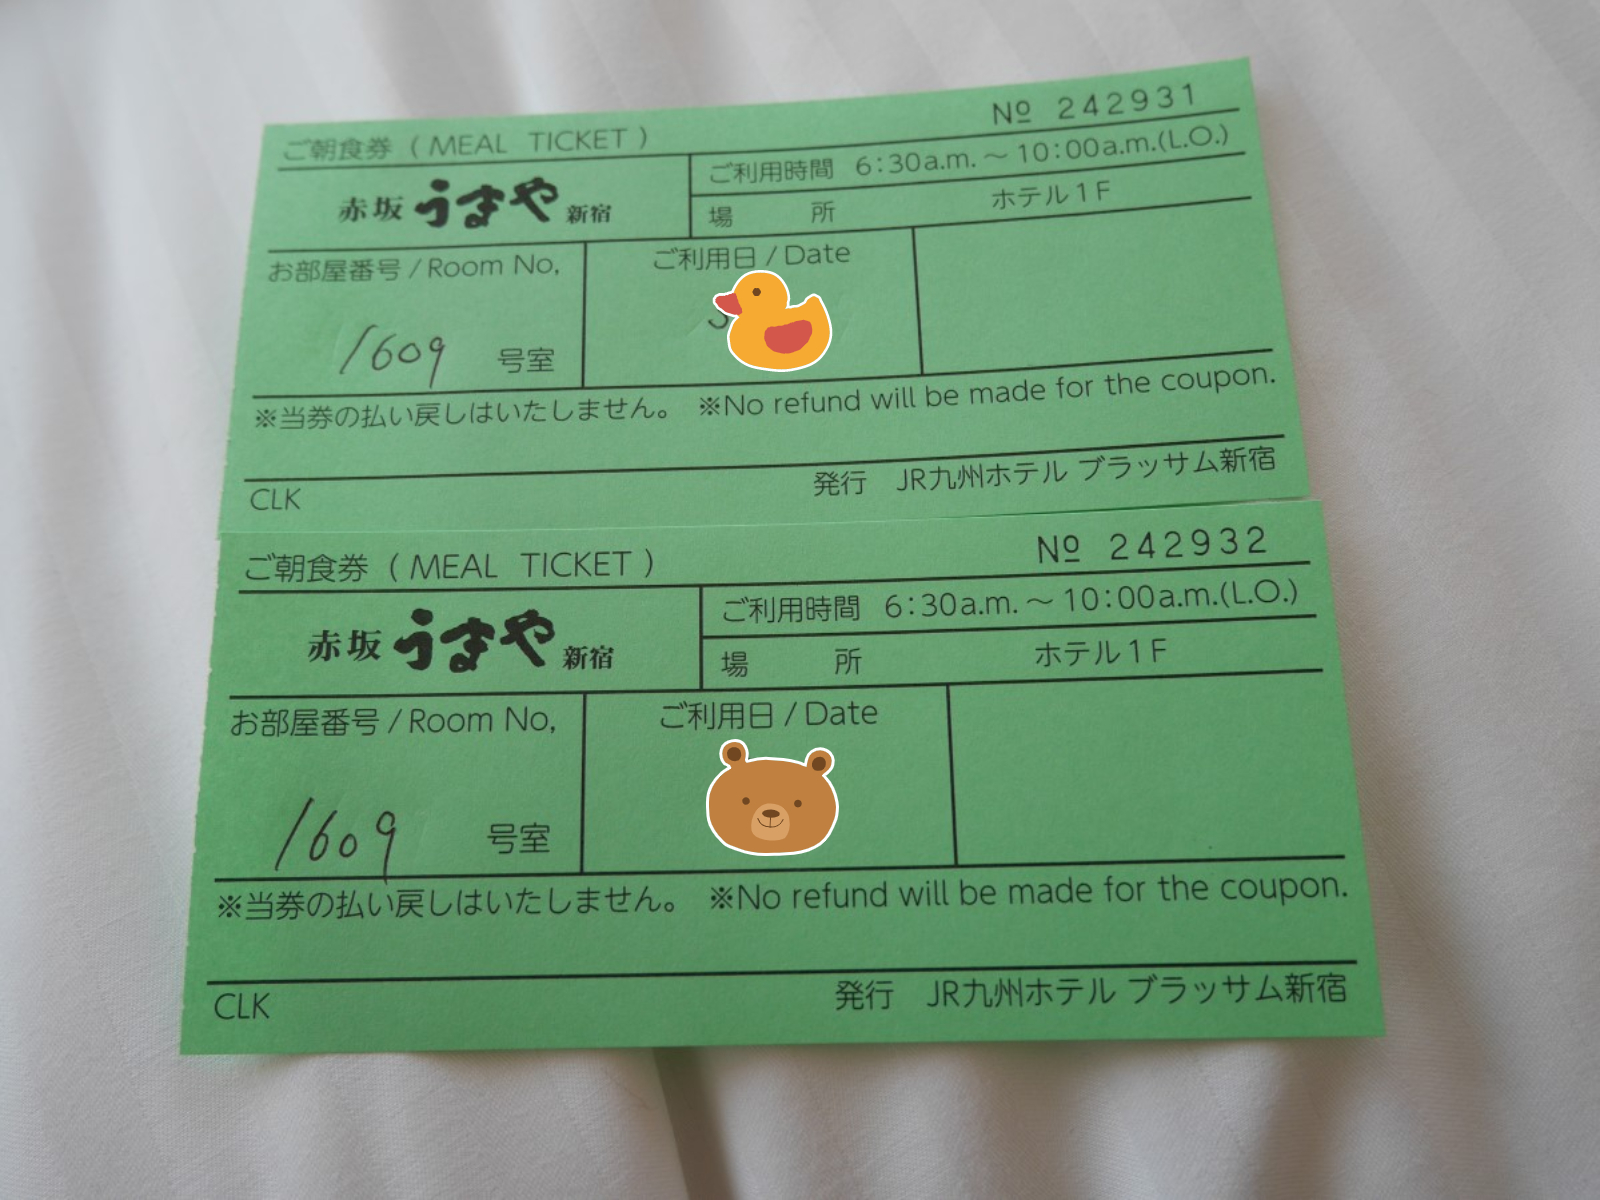 ご朝食券 ( MEAL TICKET )
№ 242931
赤坂 うまや 新宿
ご利用時間 6:30a.m. ～ 10:00a.m.(L.O.)
場 所 ホテル1F
お部屋番号 / Room No,
1609 号室
ご利用日 / Date
※当券の払い戻しはいたしません。 ※No refund will be made for the coupon.
CLK
発行 JR九州ホテル ブラッサム新宿
ご朝食券 ( MEAL TICKET )
№ 242932
赤坂 うまや 新宿
ご利用時間 6:30a.m. ～ 10:00a.m.(L.O.)
場 所 ホテル1F
お部屋番号 / Room No,
1609 号室
ご利用日 / Date
※当券の払い戻しはいたしません。 ※No refund will be made for the coupon.
CLK
発行 JR九州ホテル ブラッサム新宿